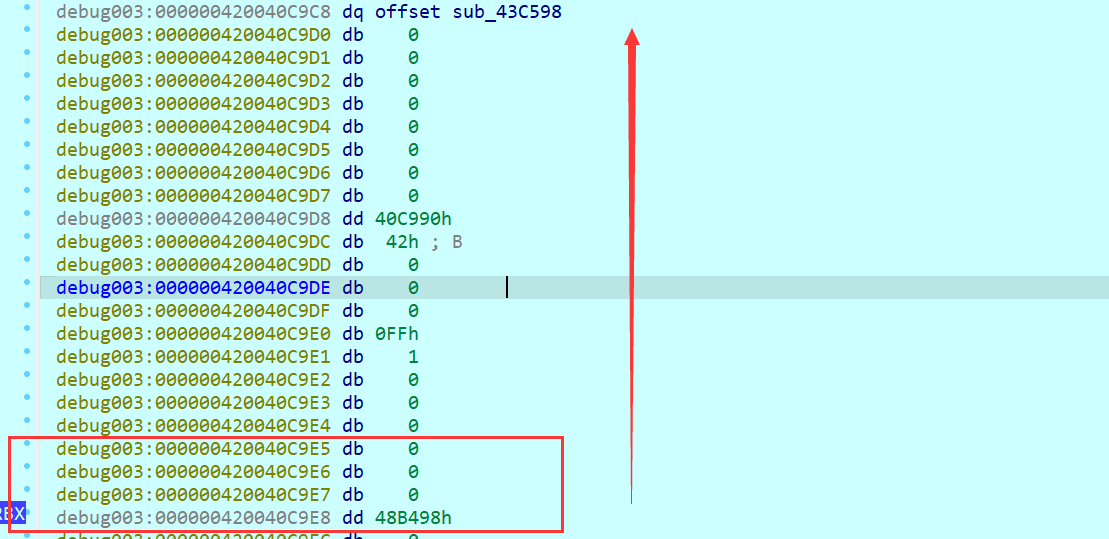 debug003:000000420040C9C8 dq offset sub_43C598
debug003:000000420040C9D0 db 0
debug003:000000420040C9D1 db 0
debug003:000000420040C9D2 db 0
debug003:000000420040C9D3 db 0
debug003:000000420040C9D4 db 0
debug003:000000420040C9D5 db 0
debug003:000000420040C9D6 db 0
debug003:000000420040C9D7 db 0
debug003:000000420040C9D8 dd 40C990h
debug003:000000420040C9DC db 42h ; B
debug003:000000420040C9DD db 0
debug003:000000420040C9DE db 0
debug003:000000420040C9DF db 0
debug003:000000420040C9E0 db 0FFh
debug003:000000420040C9E1 db 1
debug003:000000420040C9E2 db 0
debug003:000000420040C9E3 db 0
debug003:000000420040C9E4 db 0
debug003:000000420040C9E5 db 0
debug003:000000420040C9E6 db 0
debug003:000000420040C9E7 db 0
RBX debug003:000000420040C9E8 dd 48B498h